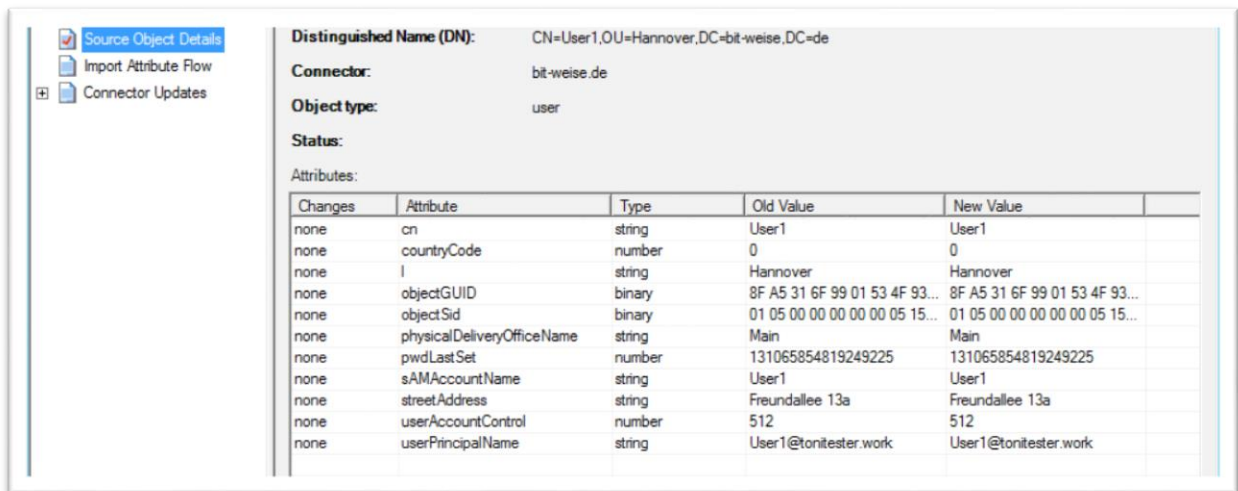 Source Object Details
Import Attribute Flow
Connector Updates
Distinguished Name (DN): CN=User1,OU=Hannover,DC=bit-weise,DC=de
Connector: bit-weise.de
Object type: user
Status:
Attributes:
Changes Attribute Type Old Value New Value
none cn string User1 User1
none countryCode number 0 0
none l string Hannover Hannover
none objectGUID binary 8F A5 31 6F 99 01 53 4F 93... 8F A5 31 6F 99 01 53 4F 93...
none objectSid binary 01 05 00 00 00 00 00 05 15... 01 05 00 00 00 00 00 05 15...
none physicalDeliveryOfficeName string Main Main
none pwdLastSet number 131065854819249225 131065854819249225
none sAMAccountName string User1 User1
none streetAddress string Freundallee 13a Freundallee 13a
none userAccountControl number 512 512
none userPrincipalName string User1@tonitester.work User1@tonitester.work